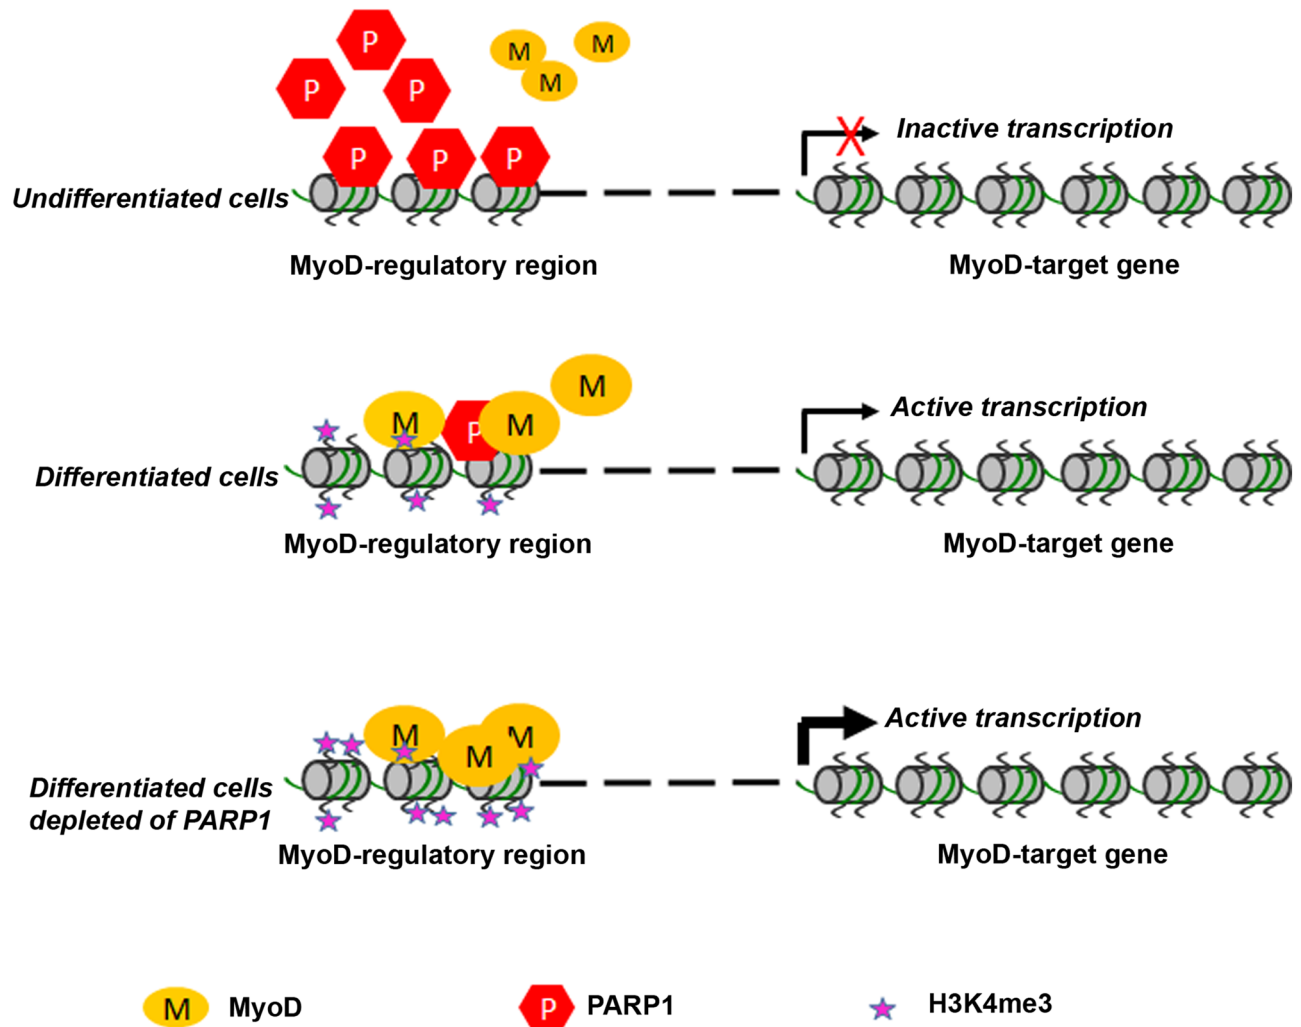 P
P
P
M
M
M
P
P
P
Inactive transcription
Undifferentiated cells
MyoD-regulatory region
MyoD-target gene
M
M
P
M
Active transcription
Differentiated cells
MyoD-regulatory region
MyoD-target gene
M
M
M
Active transcription
Differentiated cells
depleted of PARP1
MyoD-regulatory region
MyoD-target gene
M
MyoD
P
PARP1
H3K4me3